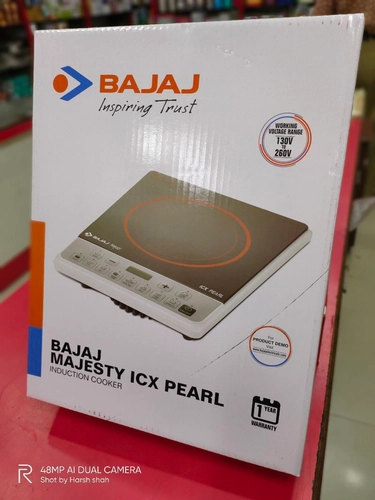 BAJAJ
Inspiring Trust
WORKING
VOLTAGE RANGE
130V
TO
260V
BAJAJ
ICX PEARL
For
PRODUCT DEMO
Visit
BAJAJ
MAJESTY ICX PEARL
INDUCTION COOKER
1 YEAR
WARRANTY
48MP AI DUAL CAMERA
Shot by Harsh shah